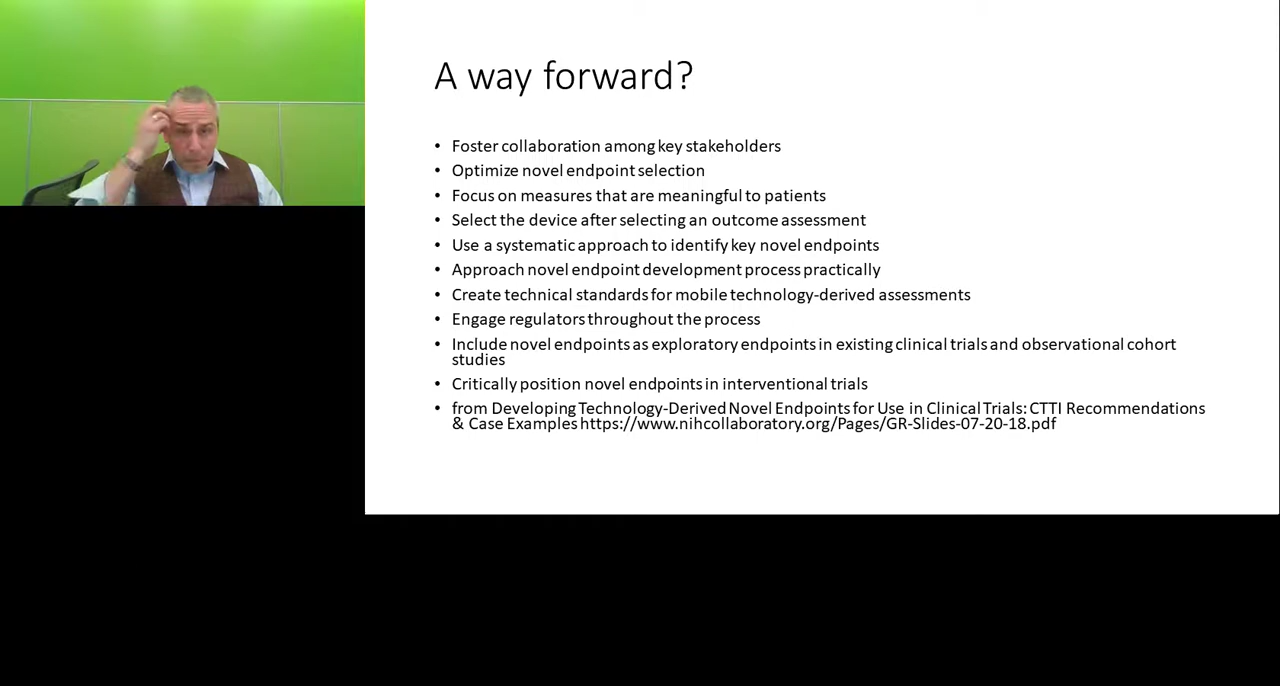 A way forward?
• Foster collaboration among key stakeholders
• Optimize novel endpoint selection
• Focus on measures that are meaningful to patients
• Select the device after selecting an outcome assessment
• Use a systematic approach to identify key novel endpoints
• Approach novel endpoint development process practically
• Create technical standards for mobile technology-derived assessments
• Engage regulators throughout the process
• Include novel endpoints as exploratory endpoints in existing clinical trials and observational cohort
studies
• Critically position novel endpoints in interventional trials
• from Developing Technology-Derived Novel Endpoints for Use in Clinical Trials: CTTI Recommendations
& Case Examples https://www.nihcollaboratory.org/Pages/GR-Slides-07-20-18.pdf